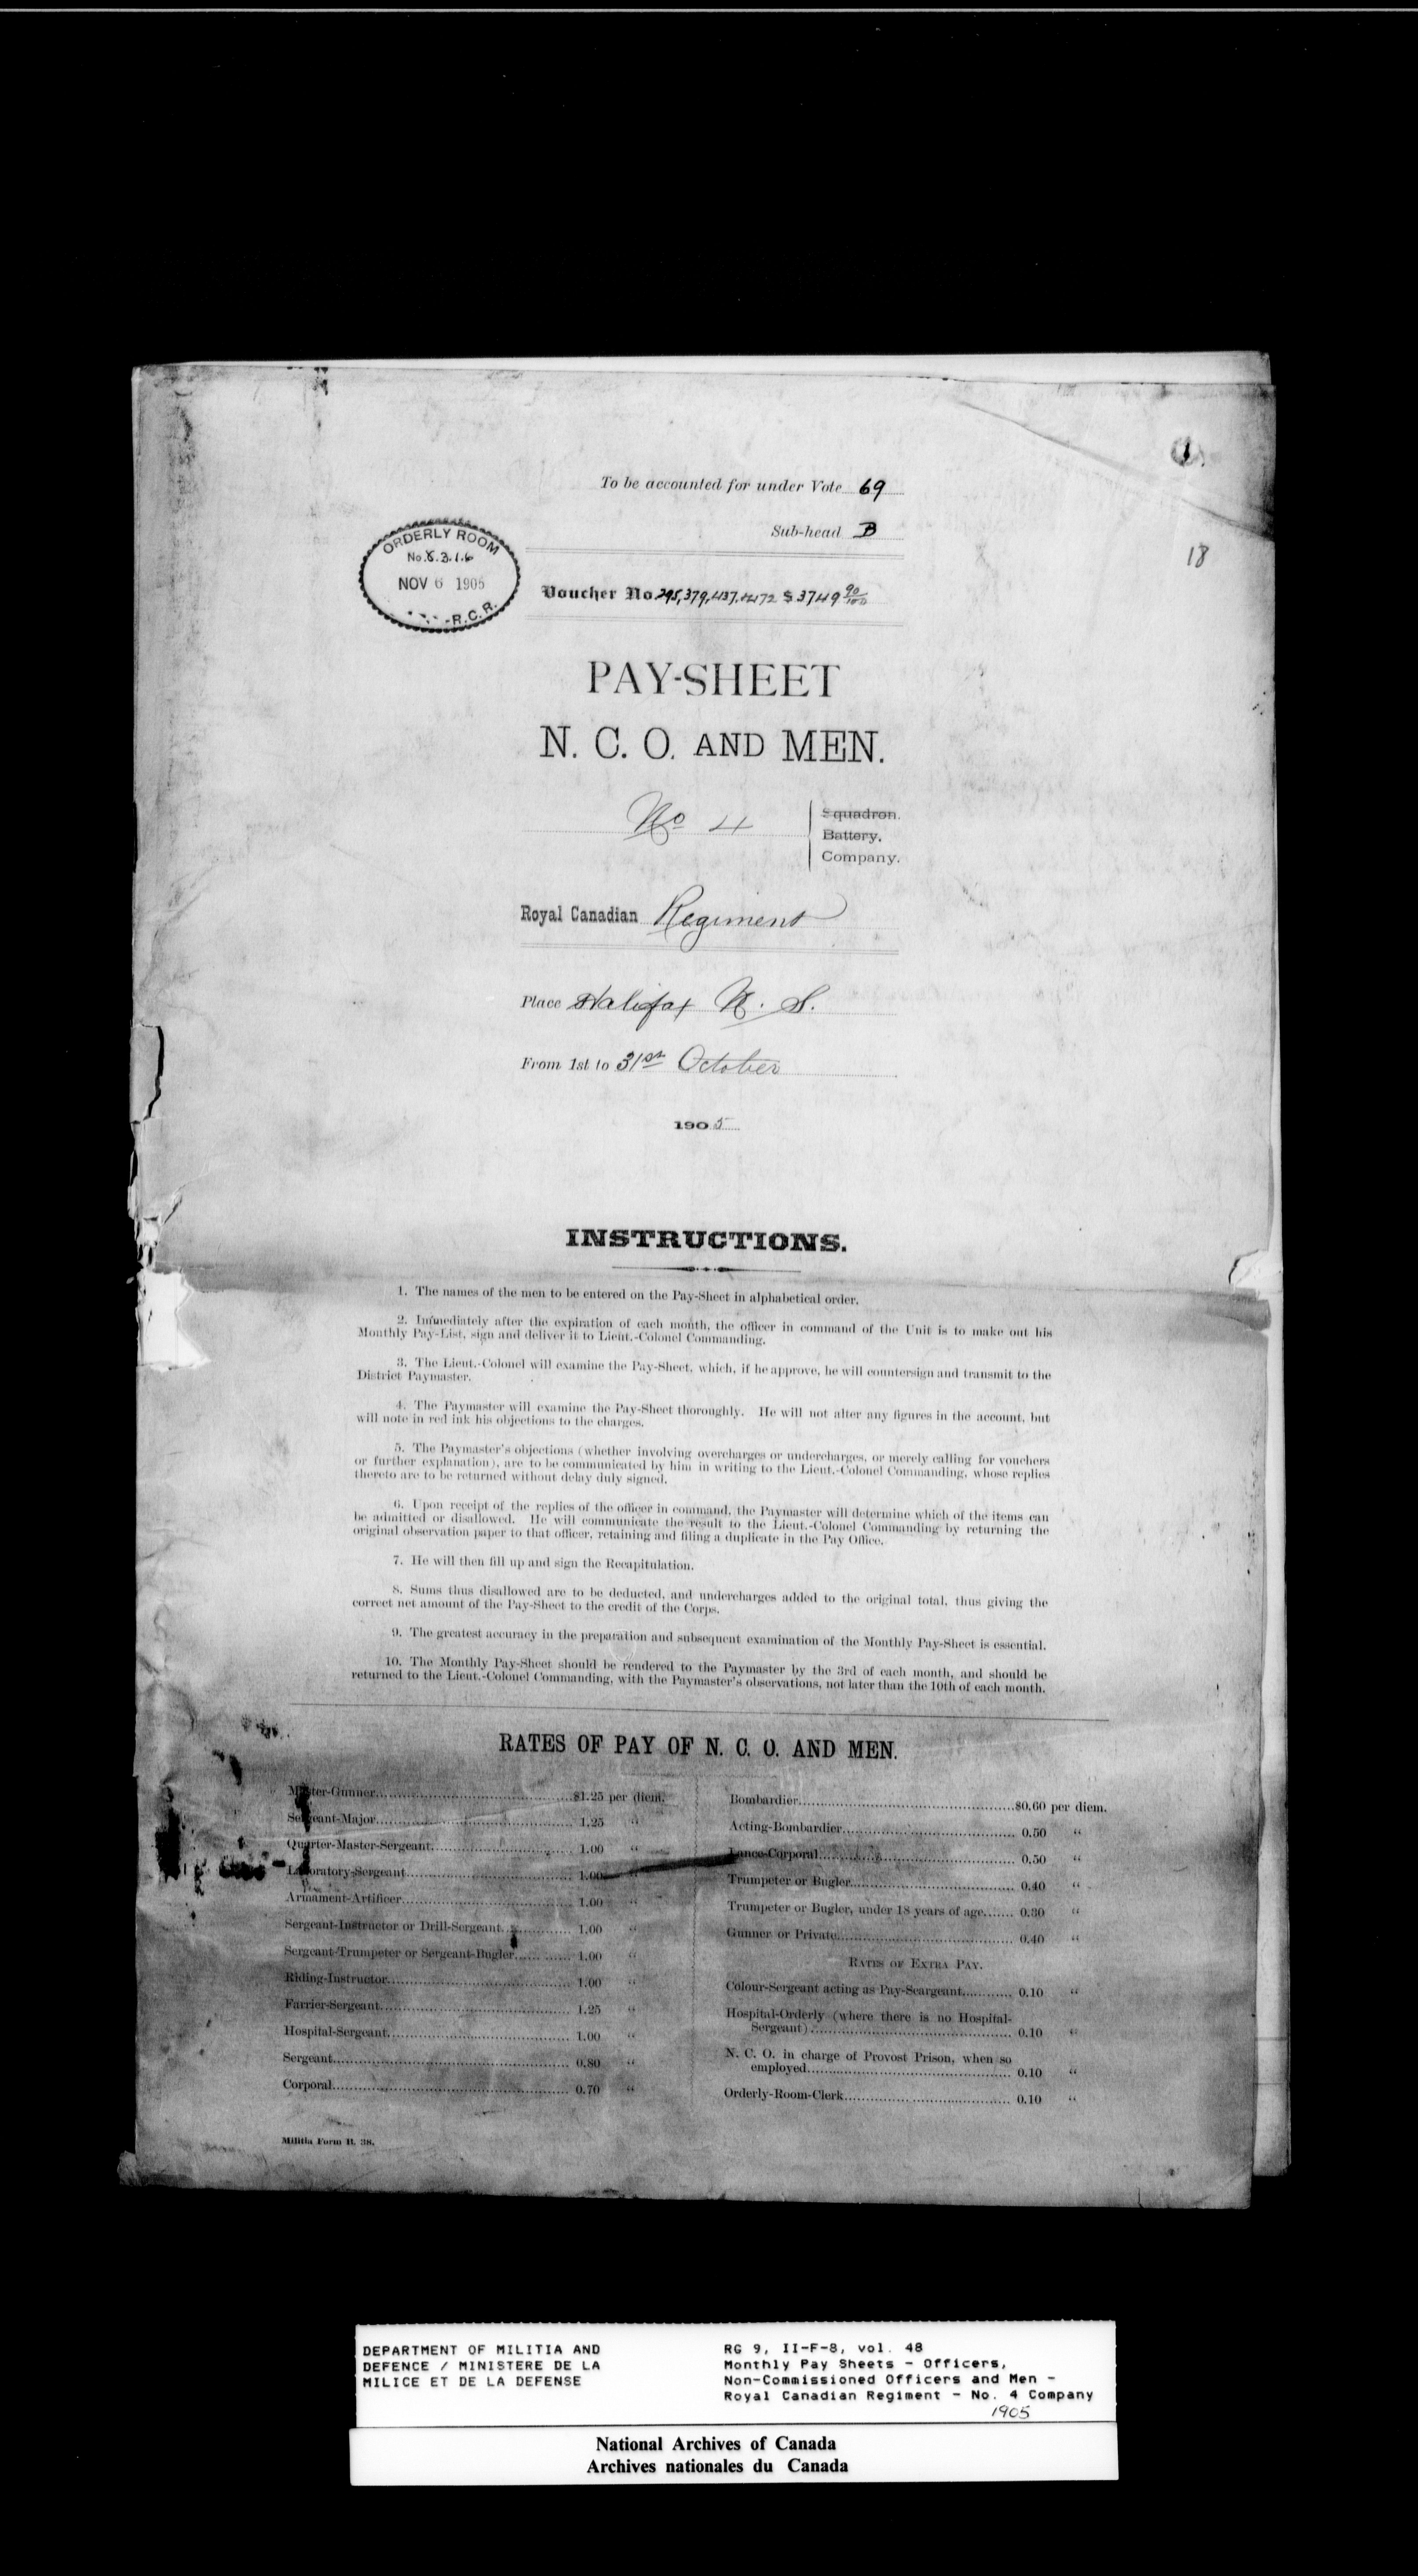 To be accounted for under Vote 69
Sub-head B
18
ORDERLY ROOM
No.
NOV 6 1905
R.C.R.
Voucher No 295, 379, 437, 472 $3749 90/100
PAY-SHEET
N. C. O. AND MEN.
No 4
Squadron.
Battery.
Company.
Royal Canadian Regiment
Place Halifax N. S.
From 1st to 31st October
1905
INSTRUCTIONS.
1. The names of the men to be entered on the Pay-Sheet in alphabetical order.
2. Immediately after the expiration of each month, the officer in command of the Unit is to make out his
Monthly Pay-List, sign and deliver it to Lieut.-Colonel Commanding.
3. The Lieut.-Colonel will examine the Pay-Sheet, which, if he approve, he will countersign and transmit to the
District Paymaster.
4. The Paymaster will examine the Pay-Sheet thoroughly. He will not alter any figures in the account, but
will note in red ink his objections to the charges.
5. The Paymaster's objections (whether involving overcharges or undercharges, or merely calling for vouchers
or further explanation), are to be communicated by him in writing to the Lieut.-Colonel Commanding, whose replies
thereto are to be returned without delay duly signed.
6. Upon receipt of the replies of the officer in command, the Paymaster will determine which of the items can
be admitted or disallowed. He will communicate the result to the Lieut.-Colonel Commanding by returning the
original observation paper to that officer, retaining and filing a duplicate in the Pay Office.
7. He will then fill up and sign the Recapitulation.
8. Sums thus disallowed are to be deducted, and undercharges added to the original total, thus giving the
correct net amount of the Pay-Sheet to the credit of the Corps.
9. The greatest accuracy in the preparation and subsequent examination of the Monthly Pay-Sheet is essential.
10. The Monthly Pay-Sheet should be rendered to the Paymaster by the 3rd of each month, and should be
returned to the Lieut.-Colonel Commanding, with the Paymaster's observations, not later than the 10th of each month.
RATES OF PAY OF N. C. O. AND MEN.
Master-Gunner $1.25 per diem.
Sergeant-Major 1.25 "
Quarter-Master-Sergeant 1.00 "
Laboratory-Sergeant 1.00 "
Armament-Artificer 1.00 "
Sergeant-Instructor or Drill-Sergeant 1.00 "
Sergeant-Trumpeter or Sergeant-Bugler 1.00 "
Riding-Instructor 1.00 "
Farrier-Sergeant 1.25 "
Hospital-Sergeant 1.00 "
Sergeant 0.80 "
Corporal 0.70 "
Bombardier $0.60 per diem.
Acting-Bombardier 0.50 "
Lance-Corporal 0.50 "
Trumpeter or Bugler 0.40 "
Trumpeter or Bugler, under 18 years of age 0.30 "
Gunner or Private 0.40 "
RATES OF EXTRA PAY.
Colour-Sergeant acting as Pay-Seargeant 0.10 "
Hospital-Orderly (where there is no Hospital-
Sergeant) 0.10 "
N. C. O. in charge of Provost Prison, when so
employed 0.10 "
Orderly-Room-Clerk 0.10 "
Militia Form B. 38.
DEPARTMENT OF MILITIA AND
DEFENCE / MINISTERE DE LA
MILICE ET DE LA DEFENSE
RG 9, II-F-8, vol. 48
Monthly Pay Sheets - Officers,
Non-Commissioned Officers and Men -
Royal Canadian Regiment - No. 4 Company
1905
National Archives of Canada
Archives nationales du Canada